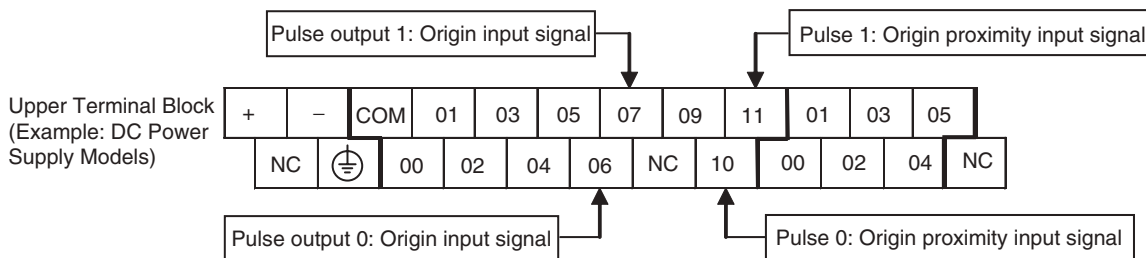 Pulse output 1: Origin input signal
Pulse 1: Origin proximity input signal
Upper Terminal Block
(Example: DC Power
Supply Models)
+ − COM 01 03 05 07 09 11 01 03 05
NC 00 02 04 06 NC 10 00 02 04 NC
Pulse output 0: Origin input signal
Pulse 0: Origin proximity input signal